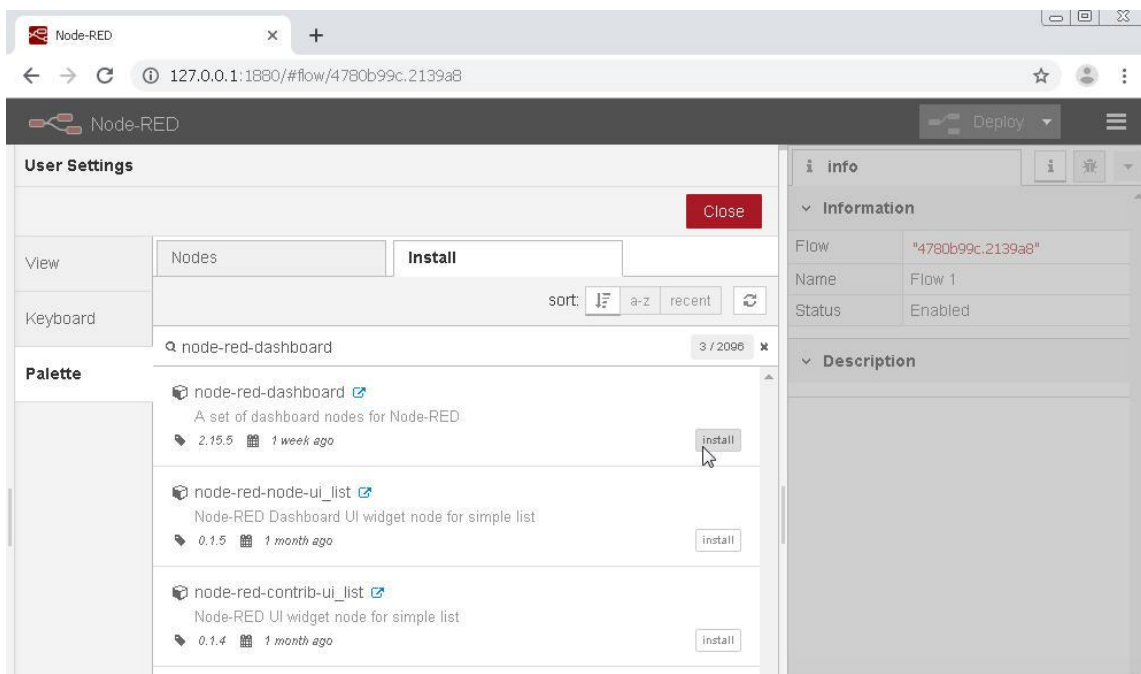 Node-RED
127.0.0.1:1880/#flow/4780b99c.2139a8
Node-RED
Deploy
User Settings
Close
View
Keyboard
Palette
Nodes
Install
sort:
a-z
recent
node-red-dashboard
3 / 2096
node-red-dashboard
A set of dashboard nodes for Node-RED
2.15.5 1 week ago
install
node-red-node-ui_list
Node-RED Dashboard UI widget node for simple list
0.1.5 1 month ago
install
node-red-contrib-ui_list
Node-RED UI widget node for simple list
0.1.4 1 month ago
install
i info
i
Information
Flow "4780b99c.2139a8"
Name Flow 1
Status Enabled
Description